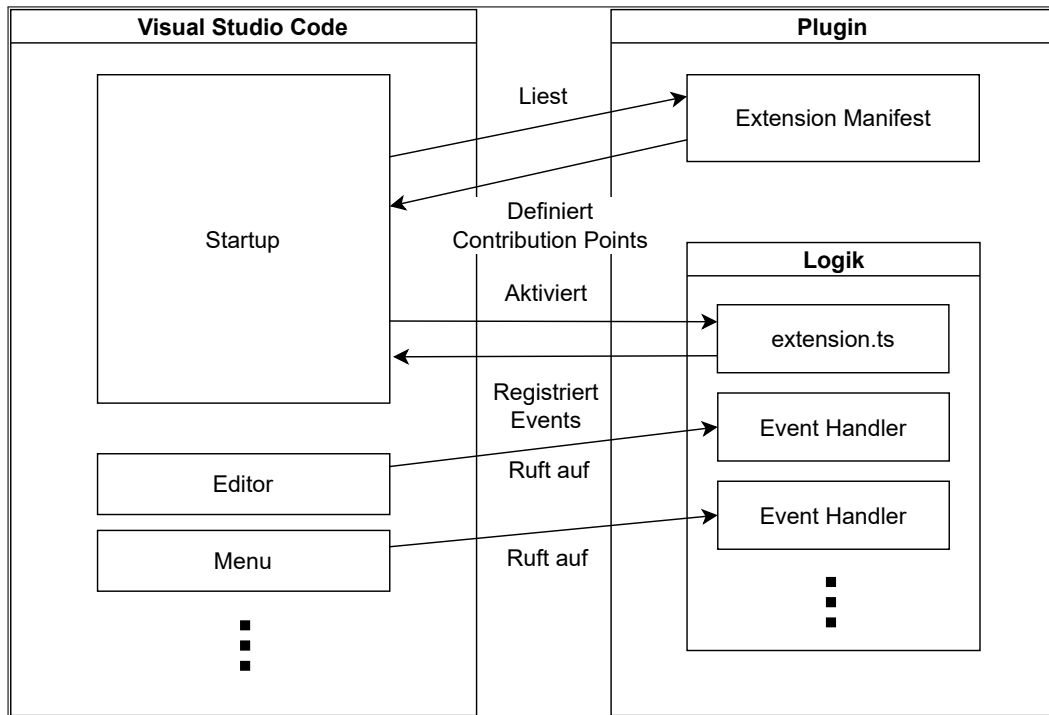 Visual Studio Code
Plugin
Startup
Liest
Extension Manifest
Definiert
Contribution Points
Logik
Aktiviert
extension.ts
Registriert
Events
Event Handler
Editor
Ruft auf
Event Handler
Menu
Ruft auf